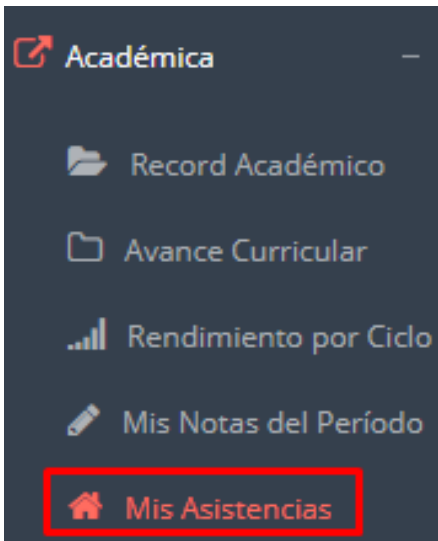 Académica
Record Académico
Avance Curricular
Rendimiento por Ciclo
Mis Notas del Período
Mis Asistencias